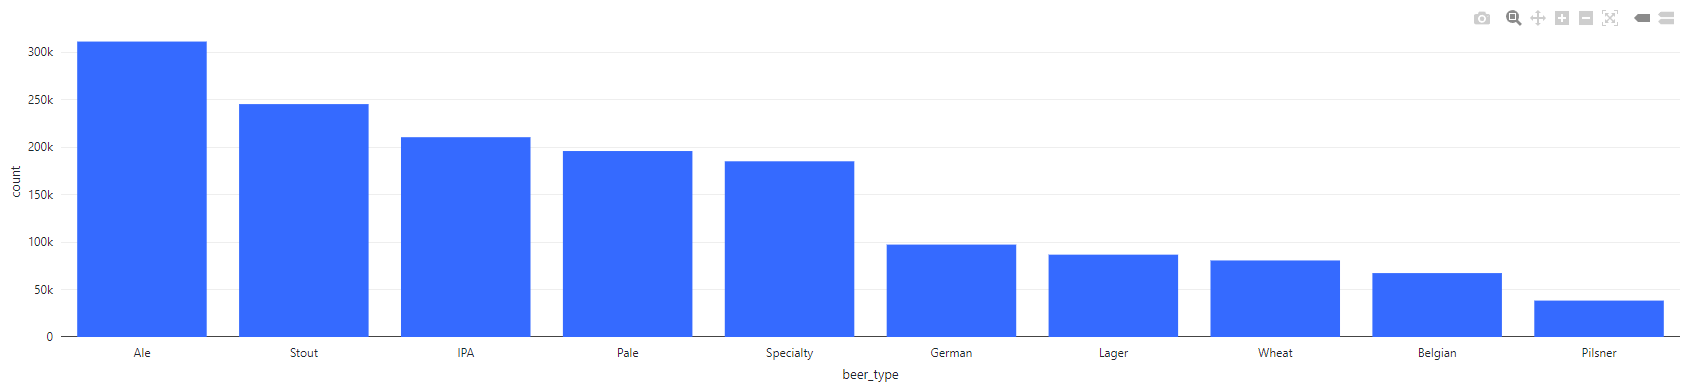 300k
250k
200k
150k
100k
50k
0
count
Ale Stout IPA Pale Specialty German Lager Wheat Belgian Pilsner
beer_type